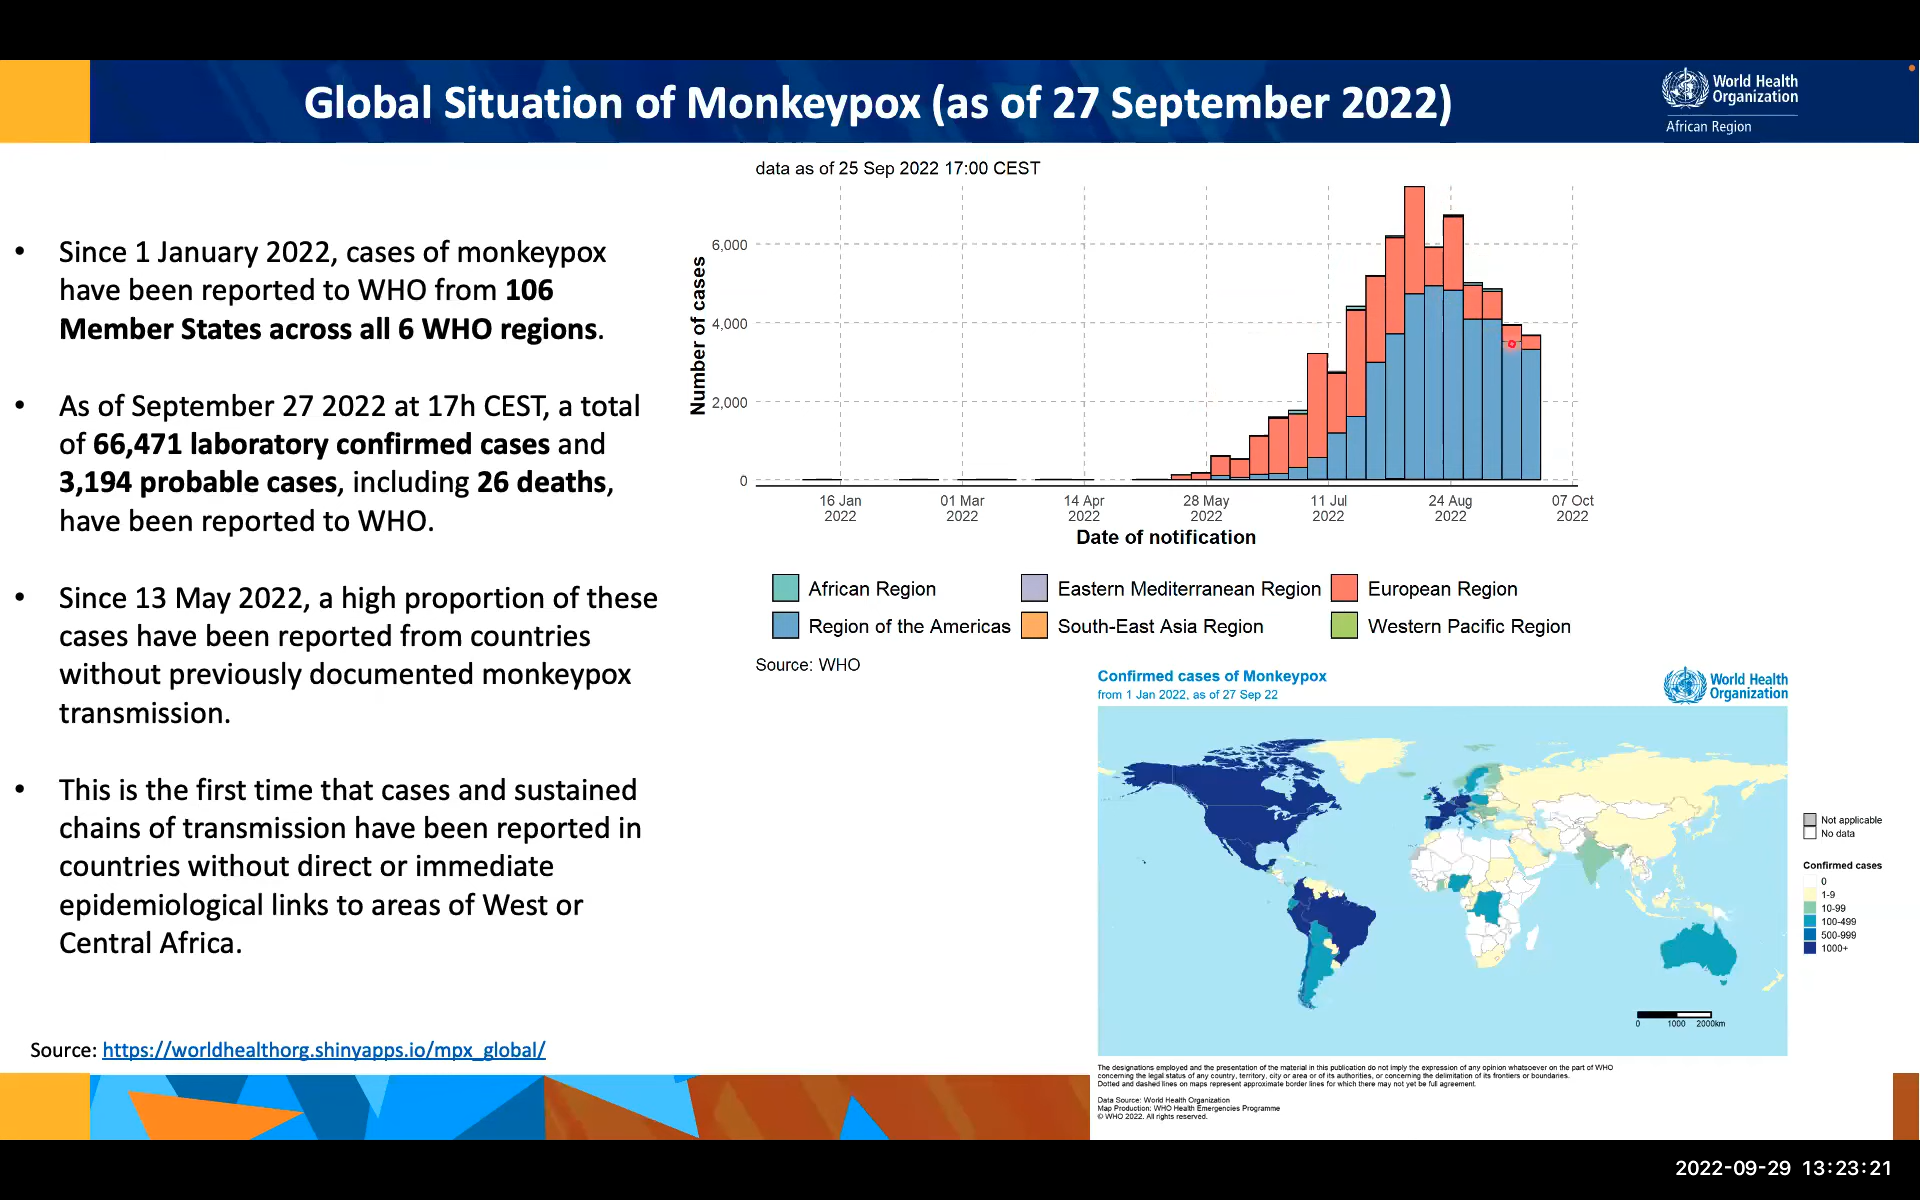 Global Situation of Monkeypox (as of 27 September 2022)
World Health
Organization
African Region
• Since 1 January 2022, cases of monkeypox
have been reported to WHO from 106
Member States across all 6 WHO regions.
• As of September 27 2022 at 17h CEST, a total
of 66,471 laboratory confirmed cases and
3,194 probable cases, including 26 deaths,
have been reported to WHO.
• Since 13 May 2022, a high proportion of these
cases have been reported from countries
without previously documented monkeypox
transmission.
• This is the first time that cases and sustained
chains of transmission have been reported in
countries without direct or immediate
epidemiological links to areas of West or
Central Africa.
Source: https://worldhealthorg.shinyapps.io/mpx_global/
data as of 25 Sep 2022 17:00 CEST
Number of cases
6,000
4,000
2,000
0
16 Jan 01 Mar 14 Apr 28 May 11 Jul 24 Aug 07 Oct
2022 2022 2022 2022 2022 2022 2022
Date of notification
African Region Eastern Mediterranean Region European Region
Region of the Americas South-East Asia Region Western Pacific Region
Source: WHO
Confirmed cases of Monkeypox
from 1 Jan 2022, as of 27 Sep 22
World Health
Organization
Not applicable
No data
Confirmed cases
0
1-9
10-99
100-499
500-999
1000+
0 1000 2000km
The designations employed and the presentation of the material in this publication do not imply the expression of any opinion whatsoever on the part of WHO
concerning the legal status of any country, territory, city or area or of its authorities, or concerning the delimitation of its frontiers or boundaries.
Dotted and dashed lines on maps represent approximate border lines for which there may not yet be full agreement.
Data Source: World Health Organization
Map Production: WHO Health Emergencies Programme
© WHO 2022. All rights reserved.
2022-09-29 13:23:21